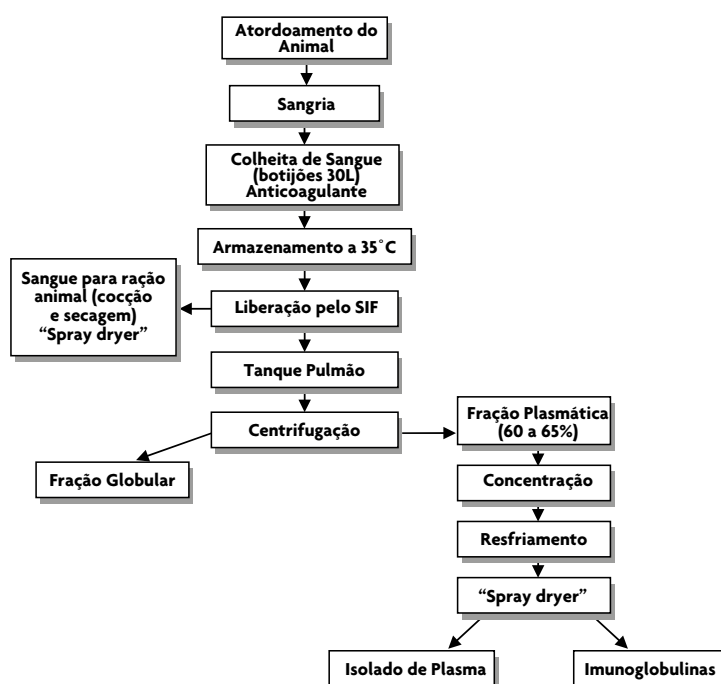 Atordoamento do
Animal
Sangria
Colheita de Sangue
(botijões 30L)
Anticoagulante
Armazenamento a 35˚C
Sangue para ração
animal (cocção
e secagem)
“Spray dryer”
Liberação pelo SIF
Tanque Pulmão
Centrifugação
Fração Plasmática
(60 a 65%)
Fração Globular
Concentração
Resfriamento
“Spray dryer”
Isolado de Plasma
Imunoglobulinas